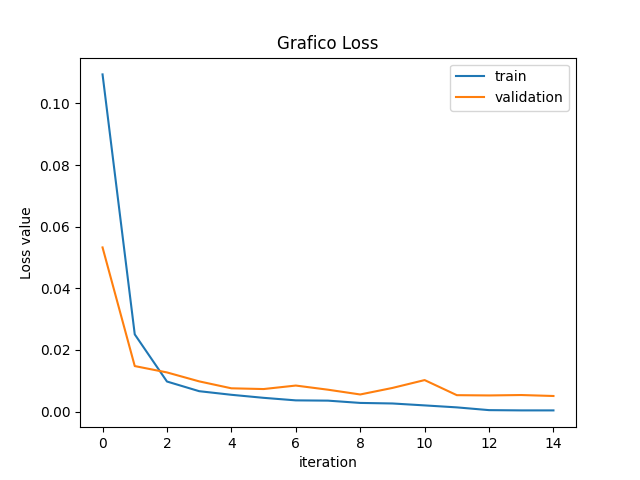 Grafico Loss
train
validation
0.10
0.08
0.06
0.04
0.02
0.00
Loss value
0 2 4 6 8 10 12 14
iteration